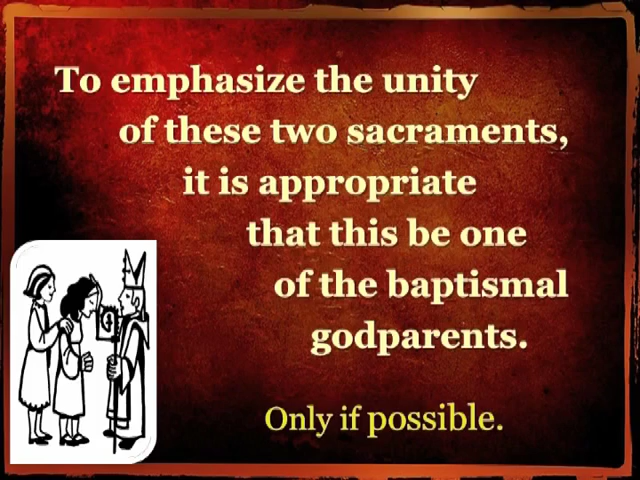 To emphasize the unity
of these two sacraments,
it is appropriate
that this be one
of the baptismal
godparents.
Only if possible.